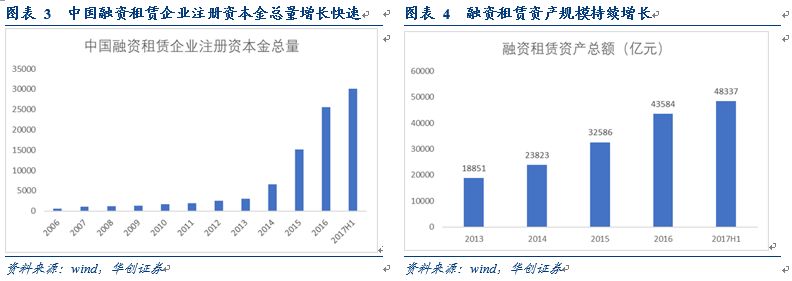 图表 3 中国融资租赁企业注册资本金总量增长快速
中国融资租赁企业注册资本金总量
35000
30000
25000
20000
15000
10000
5000
0
2006 2007 2008 2009 2010 2011 2012 2013 2014 2015 2016 2017H1
资料来源：wind，华创证券
图表 4 融资租赁资产规模持续增长
融资租赁资产总额（亿元）
60000
50000
40000
30000
20000
10000
0
18851
23823
32586
43584
48337
2013 2014 2015 2016 2017H1
资料来源：wind，华创证券